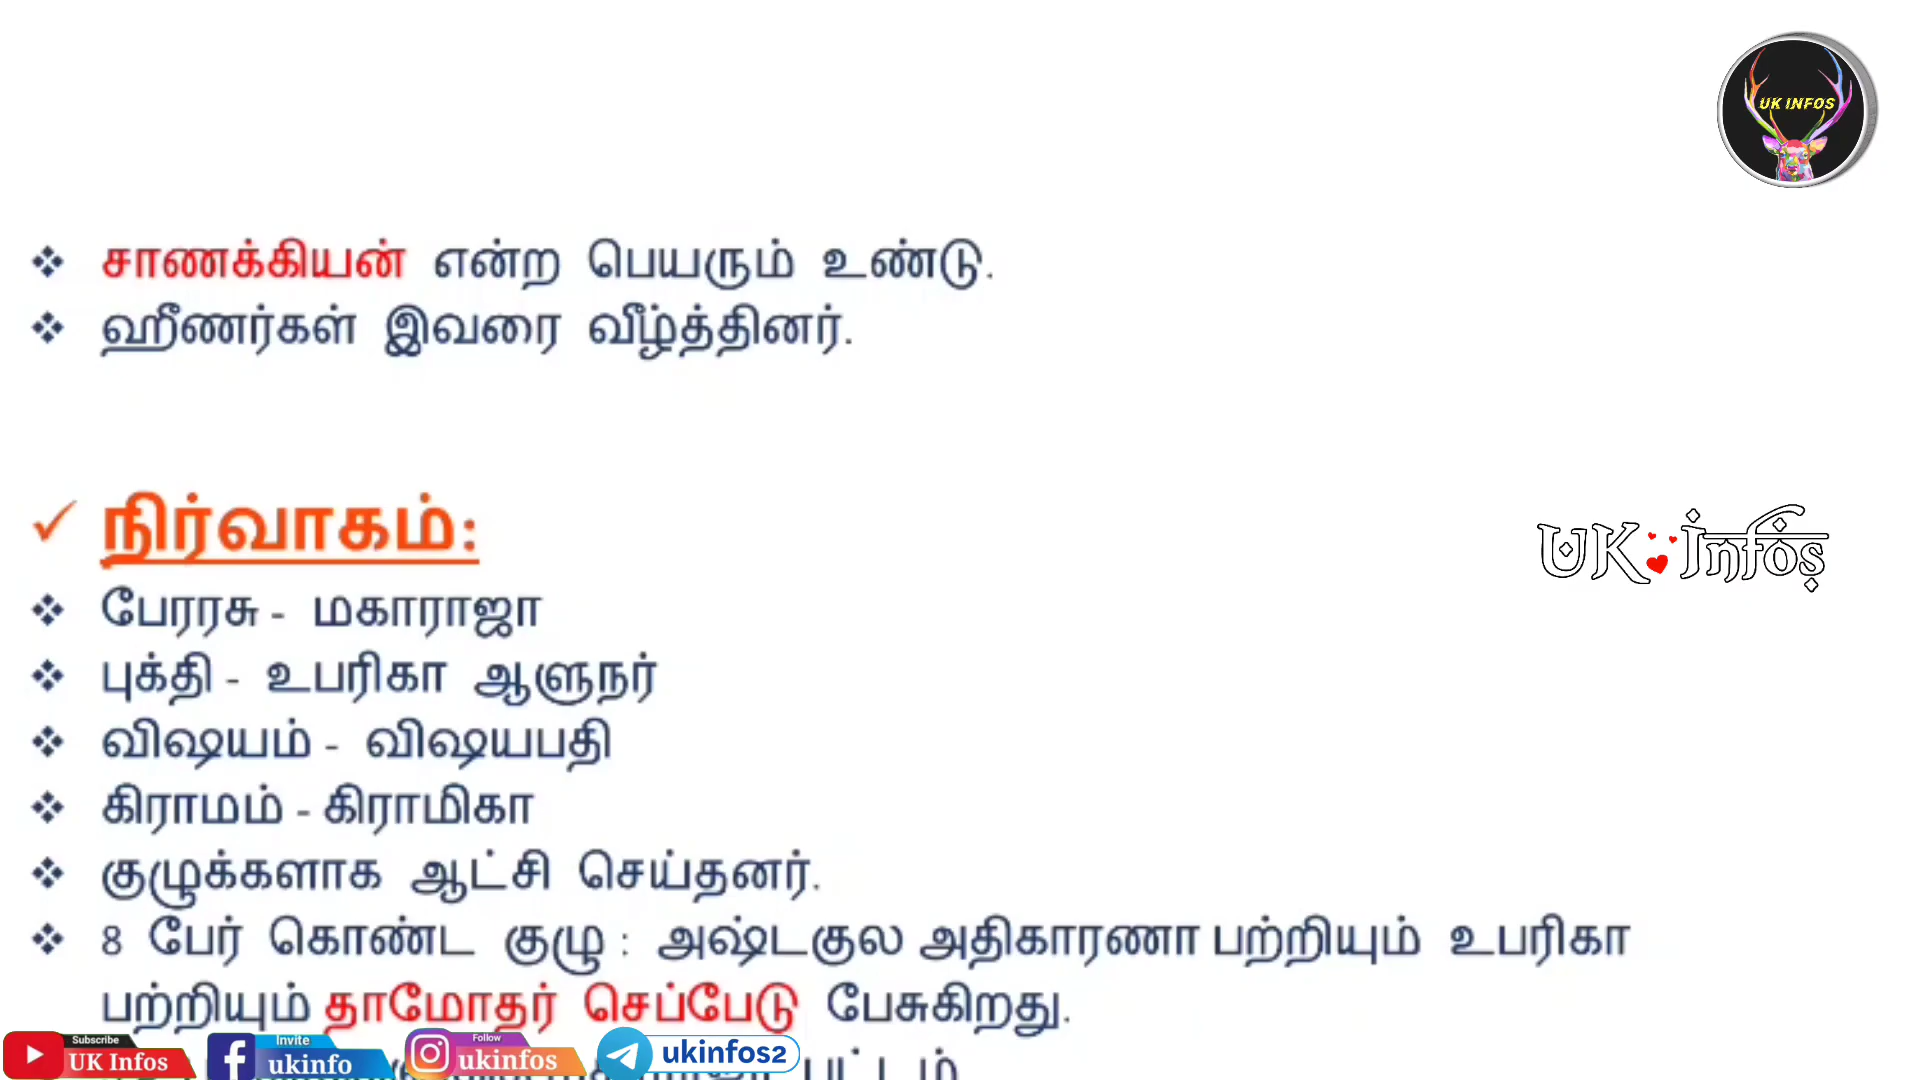 UK INFOS
❖ சாணக்கியன் என்ற பெயரும் உண்டு.
❖ ஹீணர்கள் இவரை வீழ்த்தினர்.
✓ நிர்வாகம்:
UK Infos
❖ பேரரசு - மகாராஜா
❖ புக்தி - உபரிகா ஆளுநர்
❖ விஷயம் - விஷயபதி
❖ கிராமம் - கிராமிகா
❖ குழுக்களாக ஆட்சி செய்தனர்.
❖ 8 பேர் கொண்ட குழு : அஷ்டகுல அதிகாரணா பற்றியும் உபரிகா
பற்றியும் தாமோதர் செப்பேடு பேசுகிறது.
Subscribe
UK Infos
Invite
ukinfo
Follow
ukinfos
ukinfos2